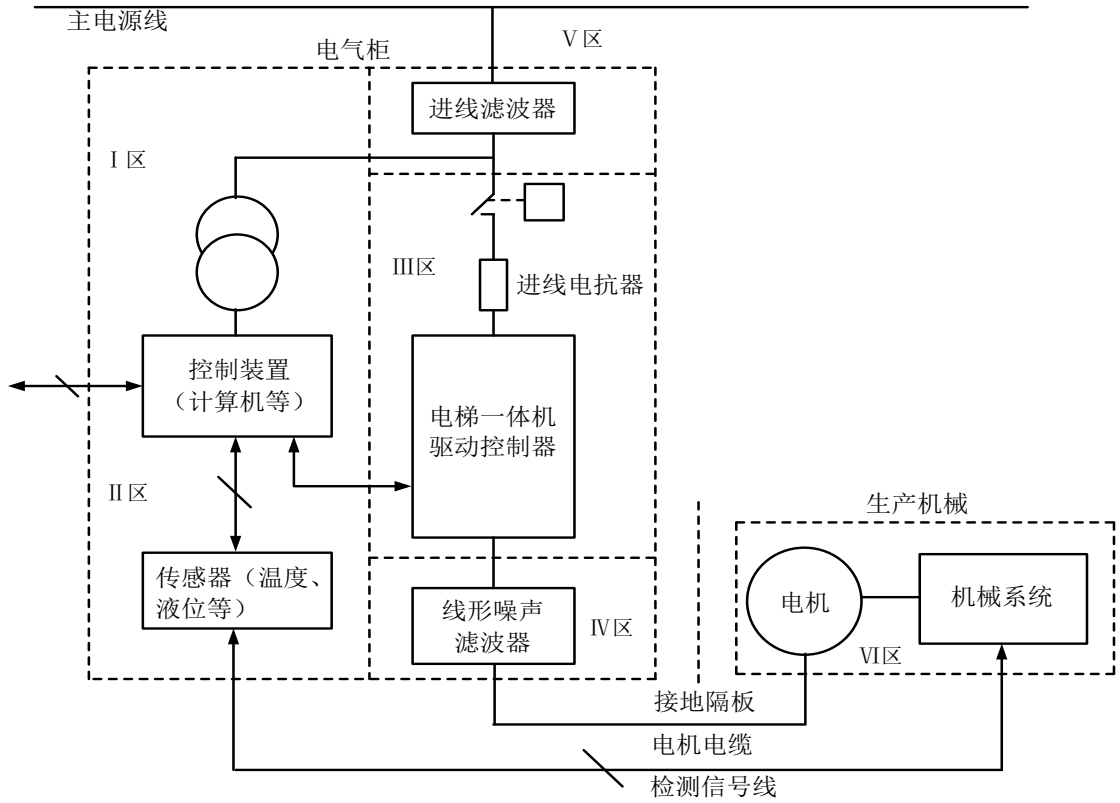 主电源线
电气柜
Ⅴ区
进线滤波器
Ⅰ区
Ⅲ区
进线电抗器
控制装置
（计算机等）
电梯一体机
驱动控制器
Ⅱ区
生产机械
传感器（温度、
液位等）
线形噪声
滤波器
Ⅳ区
电机
机械系统
Ⅵ区
接地隔板
电机电缆
检测信号线